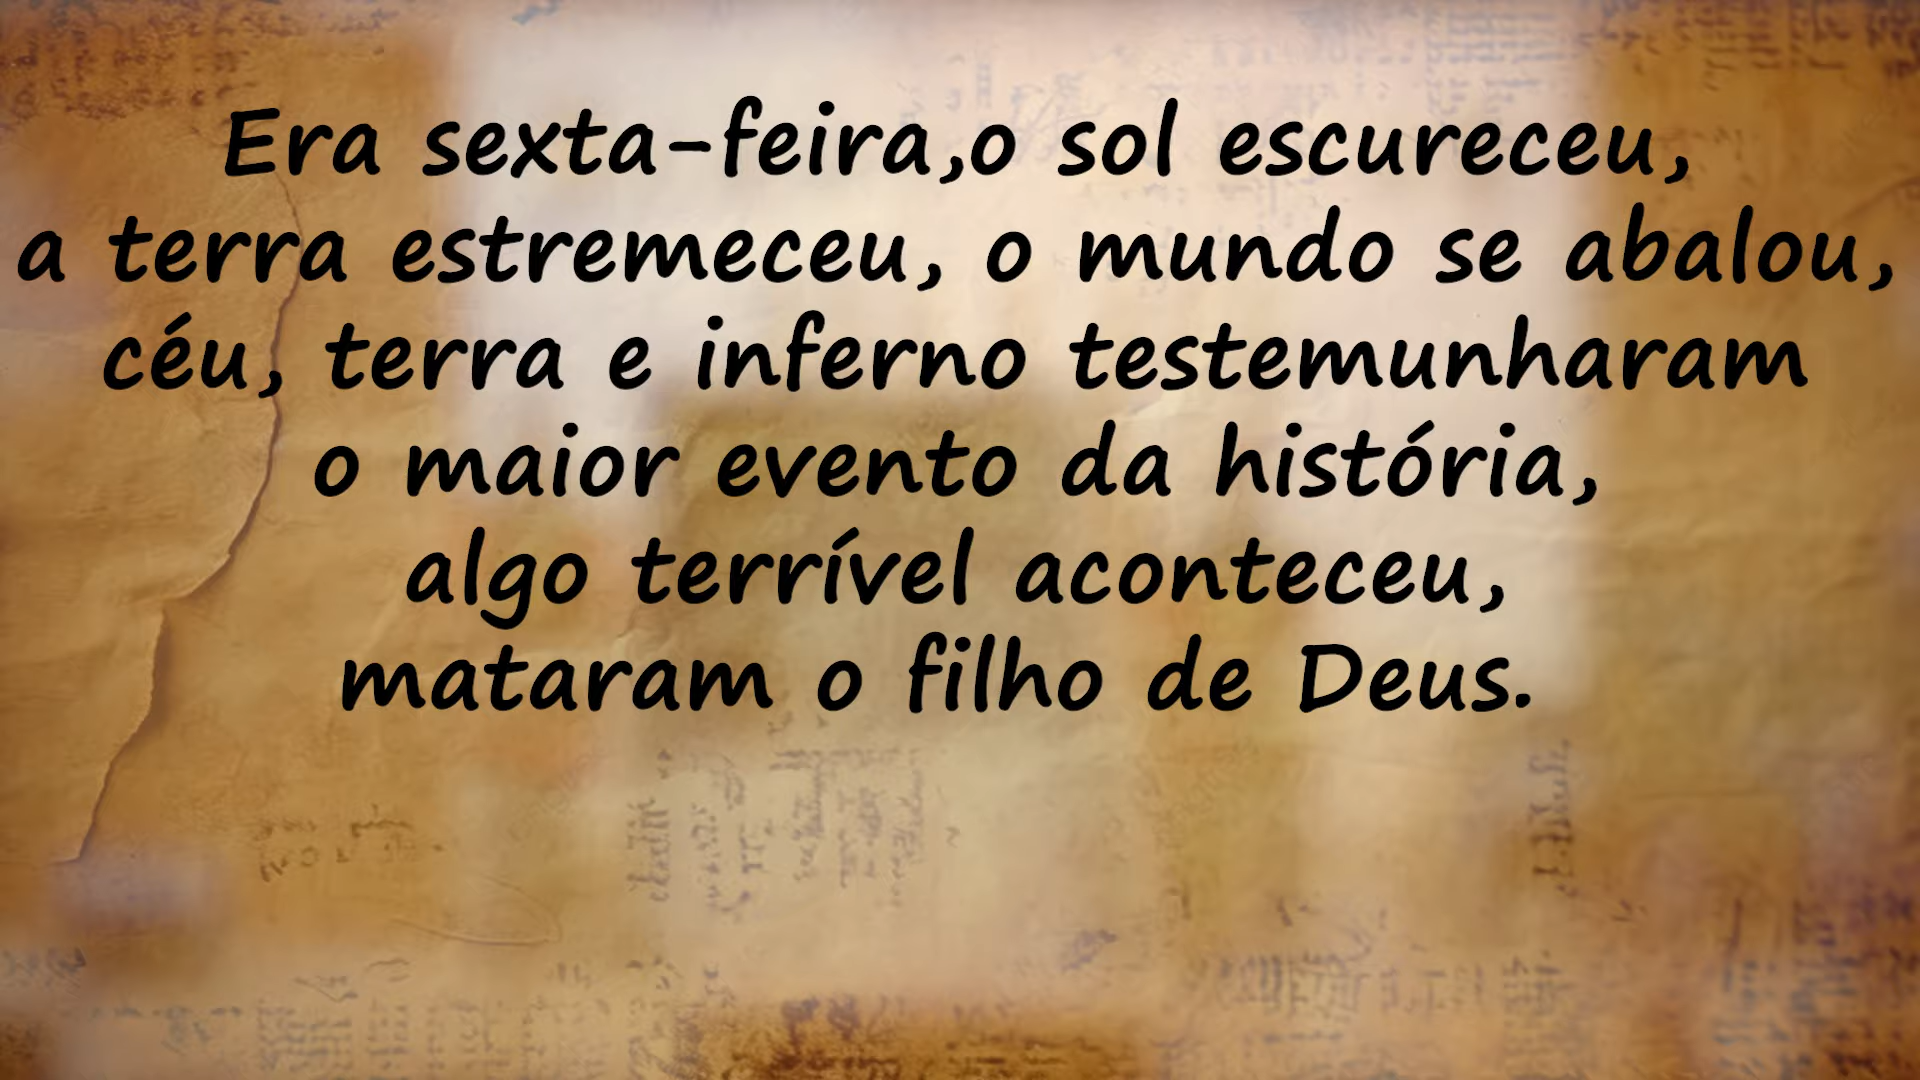 Era sexta-feira,o sol escureceu,
a terra estremeceu, o mundo se abalou,
céu, terra e inferno testemunharam
o maior evento da história,
algo terrível aconteceu,
mataram o filho de Deus.